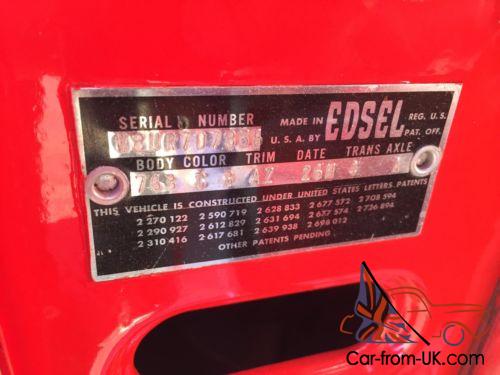 SERIAL NUMBER
MADE IN EDSEL REG. U.S.
U.S.A. BY PAT. OFF.
BODY COLOR TRIM DATE TRANS AXLE
THIS VEHICLE IS CONSTRUCTED UNDER UNITED STATES LETTERS PATENTS
2 270 122 2 590 719 2 628 833 2 677 572 2 708 594
2 290 927 2 612 829 2 631 694 2 677 574 2 736 894
2 310 416 2 617 681 2 639 938 2 698 012
OTHER PATENTS PENDING
Car-from-UK.com